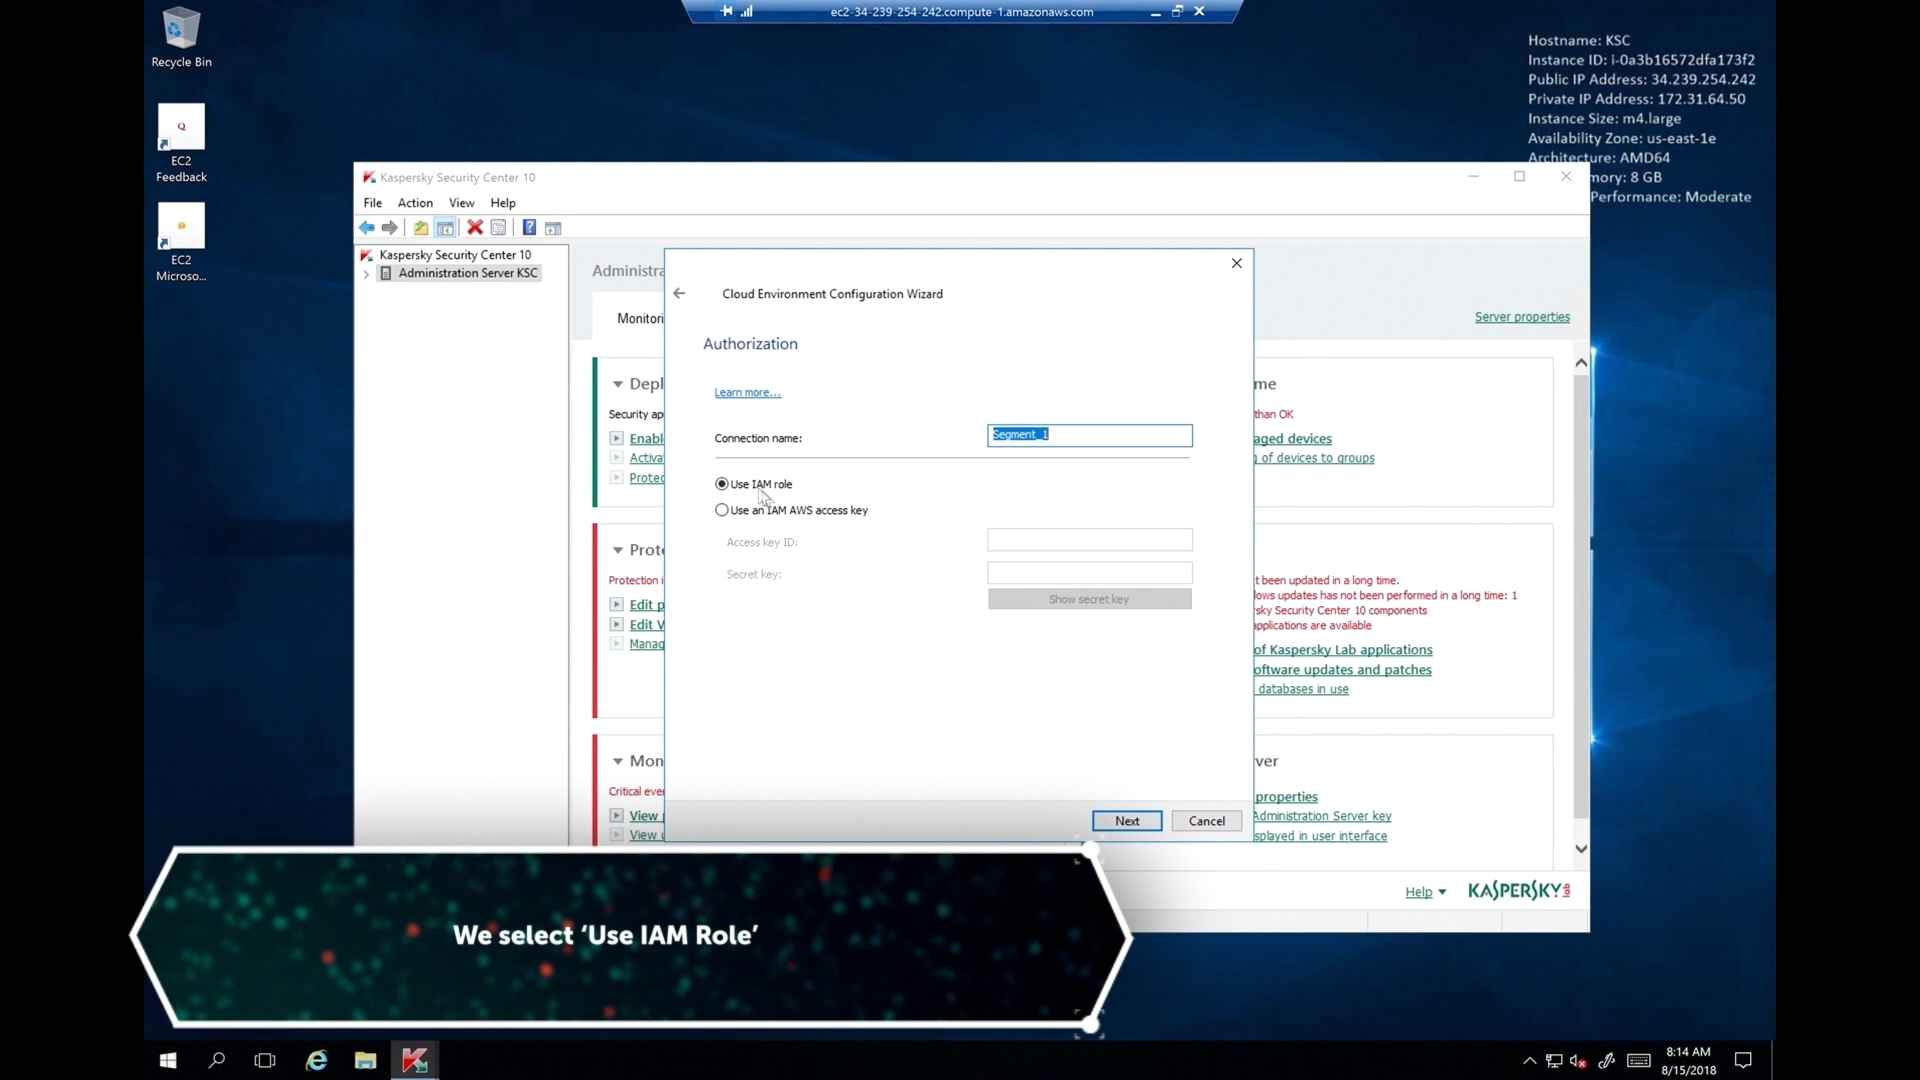 ec2-34-239-254-242.compute-1.amazonaws.com
Recycle Bin
EC2
Feedback
EC2
Microso...
Hostname: KSC
Instance ID: i-0a3b16572dfa173f2
Public IP Address: 34.239.254.242
Private IP Address: 172.31.64.50
Instance Size: m4.large
Availability Zone: us-east-1e
Architecture: AMD64
mory: 8 GB
Performance: Moderate
Kaspersky Security Center 10
File Action View Help
Kaspersky Security Center 10
Administration Server KSC
Administra
Monitori
Server properties
Depl
Security ap
Enabl
Activa
Protec
Prote
Protection i
Edit p
Edit V
Manag
Mon
Critical ever
View p
View u
Cloud Environment Configuration Wizard
Authorization
Learn more...
Connection name:
Segment_1
Use IAM role
Use an IAM AWS access key
Access key ID:
Secret key:
Show secret key
Next
Cancel
me
than OK
aged devices
g of devices to groups
t been updated in a long time.
lows updates has not been performed in a long time: 1
rsky Security Center 10 components
applications are available
of Kaspersky Lab applications
oftware updates and patches
databases in use
ver
properties
Administration Server key
splayed in user interface
Help
KASPERSKY lab
We select ‘Use IAM Role’
8:14 AM
8/15/2018